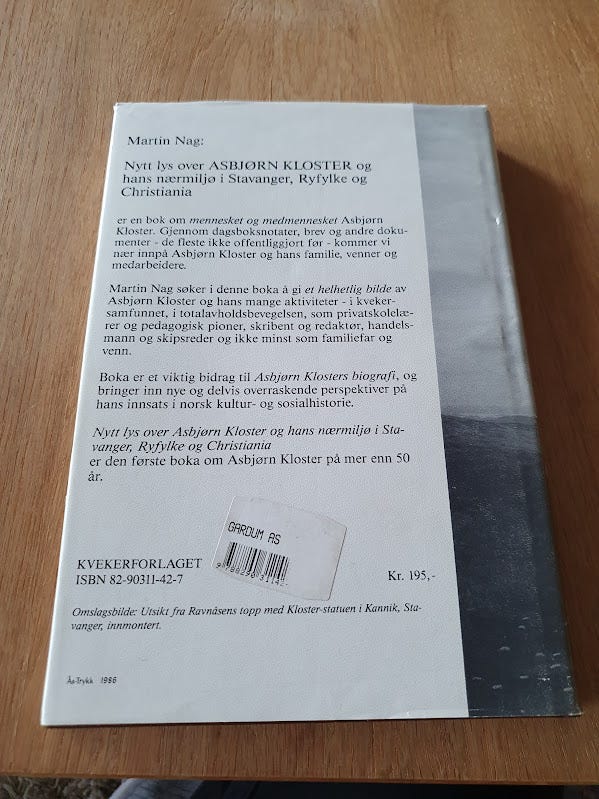 Martin Nag:
Nytt lys over ASBJØRN KLOSTER og
hans nærmiljø i Stavanger, Ryfylke og
Christiania
er en bok om mennesket og medmennesket Asbjørn
Kloster. Gjennom dagboksnotater, brev og andre doku-
menter - de fleste ikke offentliggjort før - kommer vi
nær innpå Asbjørn Kloster og hans familie, venner og
medarbeidere.
Martin Nag søker i denne boka å gi et helhetlig bilde av
Asbjørn Kloster og hans mange aktiviteter - i kveker-
samfunnet, i totalavholdsbevegelsen, som privatskolelæ-
rer og pedagogisk pioner, skribent og redaktør, handels-
mann og skipsreder og ikke minst som familiefar og
venn.
Boka er et viktig bidrag til Asbjørn Klosters biografi, og
bringer inn nye og delvis overraskende perspektiver på
hans innsats i norsk kultur- og sosialhistorie.
Nytt lys over Asbjørn Kloster og hans nærmiljø i Sta-
vanger, Ryfylke og Christiania
er den første boka om Asbjørn Kloster på mer enn 50
år.
GARDUM AS
KVEKERFORLAGET
ISBN 82-90311-42-7
Kr. 195,-
Omslagsbilde: Utsikt fra Ravnåsens topp med Kloster-statuen i Kannik, Sta-
vanger, innmontert.
Ås-Trykk 1986